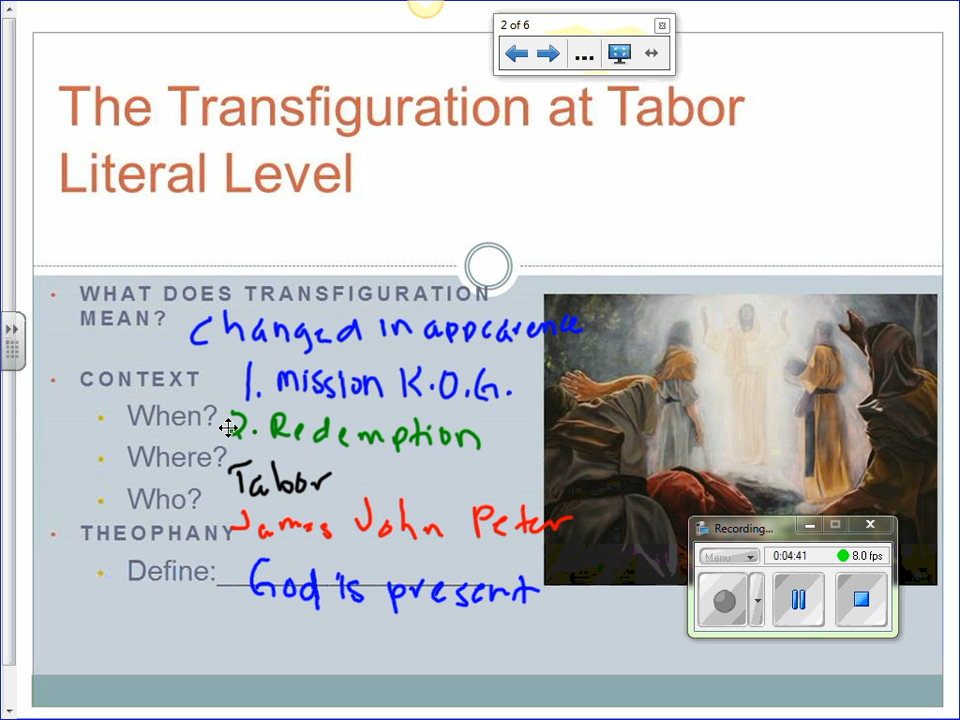 2 of 6
The Transfiguration at Tabor
Literal Level
• WHAT DOES TRANSFIGURATION
MEAN?
Changed in appearence
• CONTEXT
1. mission K.O.G.
• When?
2. Redemption
• Where?
Tabor
• Who?
James John Peter
• THEOPHANY
• Define:____________________
God is present
Recording...
Menu
0:04:41
8.0 fps